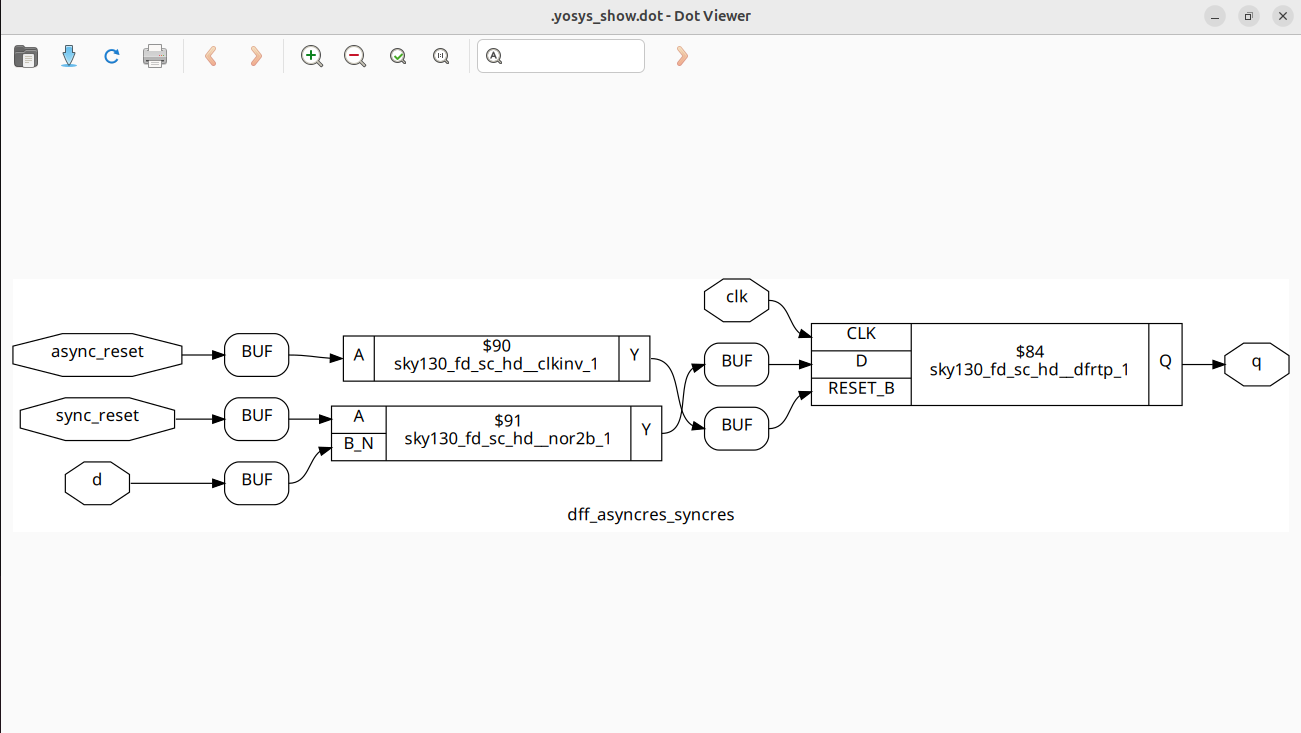 .yosys_show.dot - Dot Viewer
clk
async_reset
BUF
A
$90
sky130_fd_sc_hd__clkinv_1
Y
BUF
CLK
D
RESET_B
$84
sky130_fd_sc_hd__dfrtp_1
Q
q
sync_reset
BUF
A
B_N
$91
sky130_fd_sc_hd__nor2b_1
Y
BUF
d
BUF
dff_asyncres_syncres